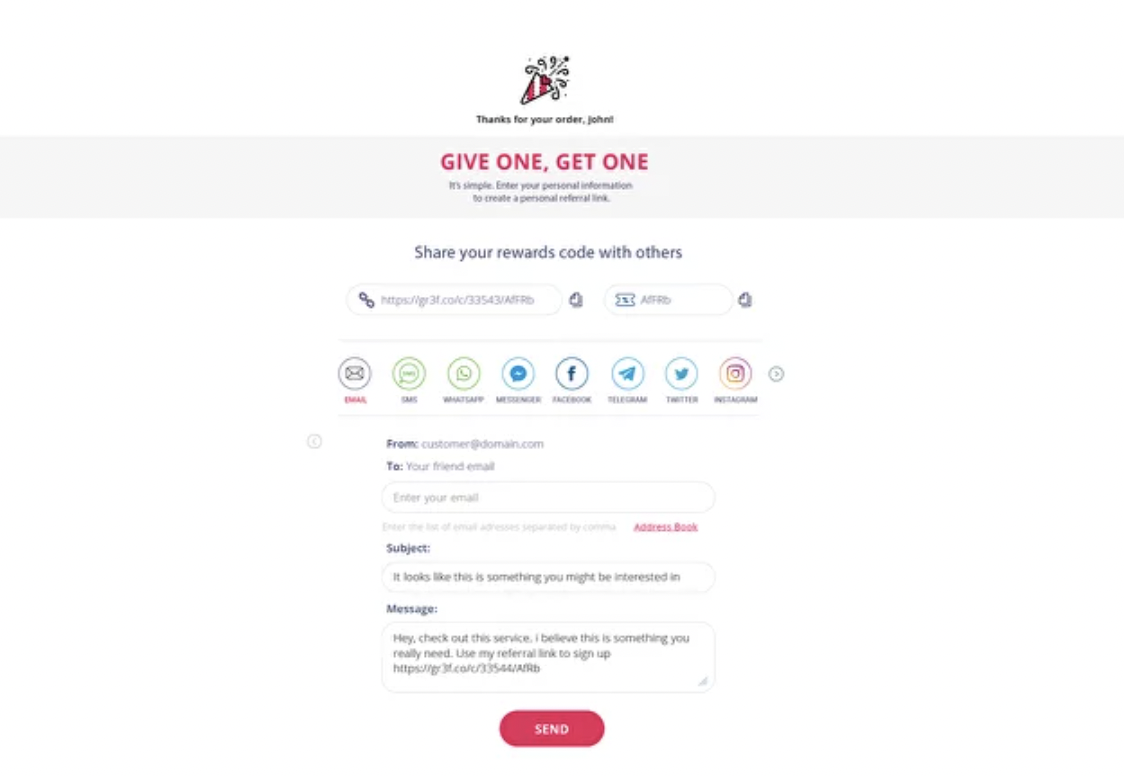 Thanks for your order, John!
GIVE ONE, GET ONE
It's simple. Enter your personal information
to create a personal referral link.
Share your rewards code with others
https://gr3f.co/c/33543/AfFRb
AfFRb
SMS
EMAIL SMS WHATSAPP MESSENGER FACEBOOK TELEGRAM TWITTER INSTAGRAM
From: customer@domain.com
To: Your friend email
Enter your email
Enter the list of email adresses separated by comma Address Book
Subject:
It looks like this is something you might be interested in
Message:
Hey, check out this service. i believe this is something you
really need. Use my referral link to sign up
https://gr3f.co/c/33544/AfRb
SEND